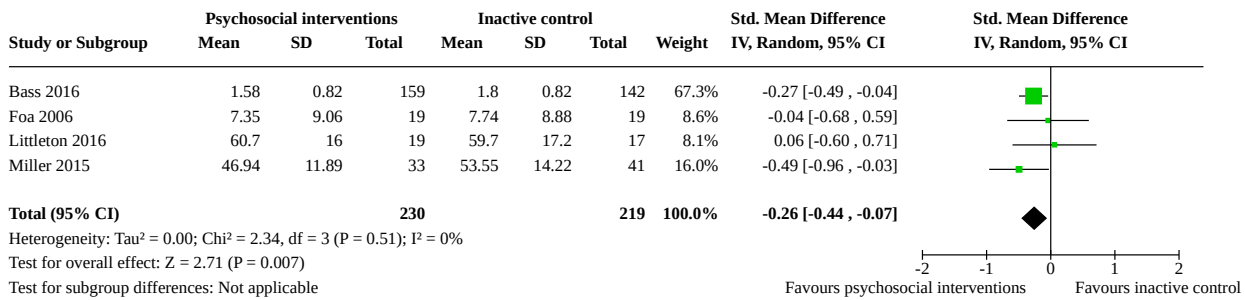 Psychosocial interventions Inactive control Std. Mean Difference Std. Mean Difference
Study or Subgroup Mean SD Total Mean SD Total Weight IV, Random, 95% CI IV, Random, 95% CI
Bass 2016 1.58 0.82 159 1.8 0.82 142 67.3% -0.27 [-0.49 , -0.04]
Foa 2006 7.35 9.06 19 7.74 8.88 19 8.6% -0.04 [-0.68 , 0.59]
Littleton 2016 60.7 16 19 59.7 17.2 17 8.1% 0.06 [-0.60 , 0.71]
Miller 2015 46.94 11.89 33 53.55 14.22 41 16.0% -0.49 [-0.96 , -0.03]
Total (95% CI) 230 219 100.0% -0.26 [-0.44 , -0.07]
Heterogeneity: Tau² = 0.00; Chi² = 2.34, df = 3 (P = 0.51); I² = 0%
Test for overall effect: Z = 2.71 (P = 0.007) -2 -1 0 1 2
Test for subgroup differences: Not applicable Favours psychosocial interventions Favours inactive control